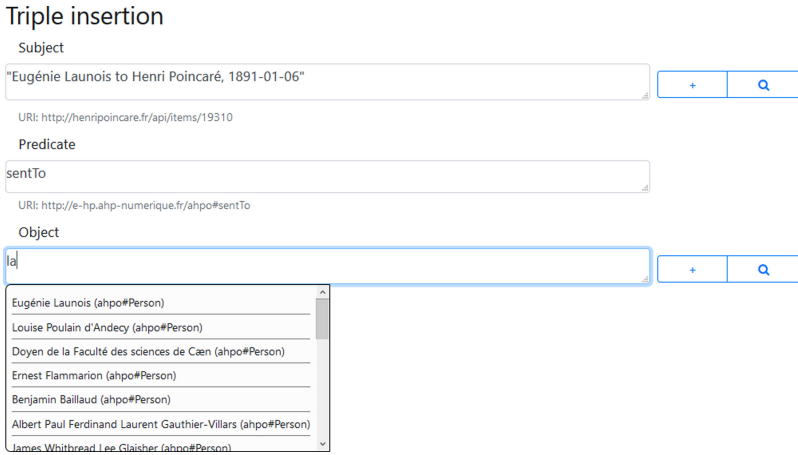 Triple insertion
Subject
"Eugénie Launois to Henri Poincaré, 1891-01-06"
+
URI: http://henripoincare.fr/api/items/19310
Predicate
sentTo
URI: http://e-hp.ahp-numerique.fr/ahpo#sentTo
Object
la
+
Eugénie Launois (ahpo#Person)
Louise Poulain d'Andecy (ahpo#Person)
Doyen de la Faculté des sciences de Cæn (ahpo#Person)
Ernest Flammarion (ahpo#Person)
Benjamin Baillaud (ahpo#Person)
Albert Paul Ferdinand Laurent Gauthier-Villars (ahpo#Person)
James Whitbread Lee Glaisher (ahpo#Person)